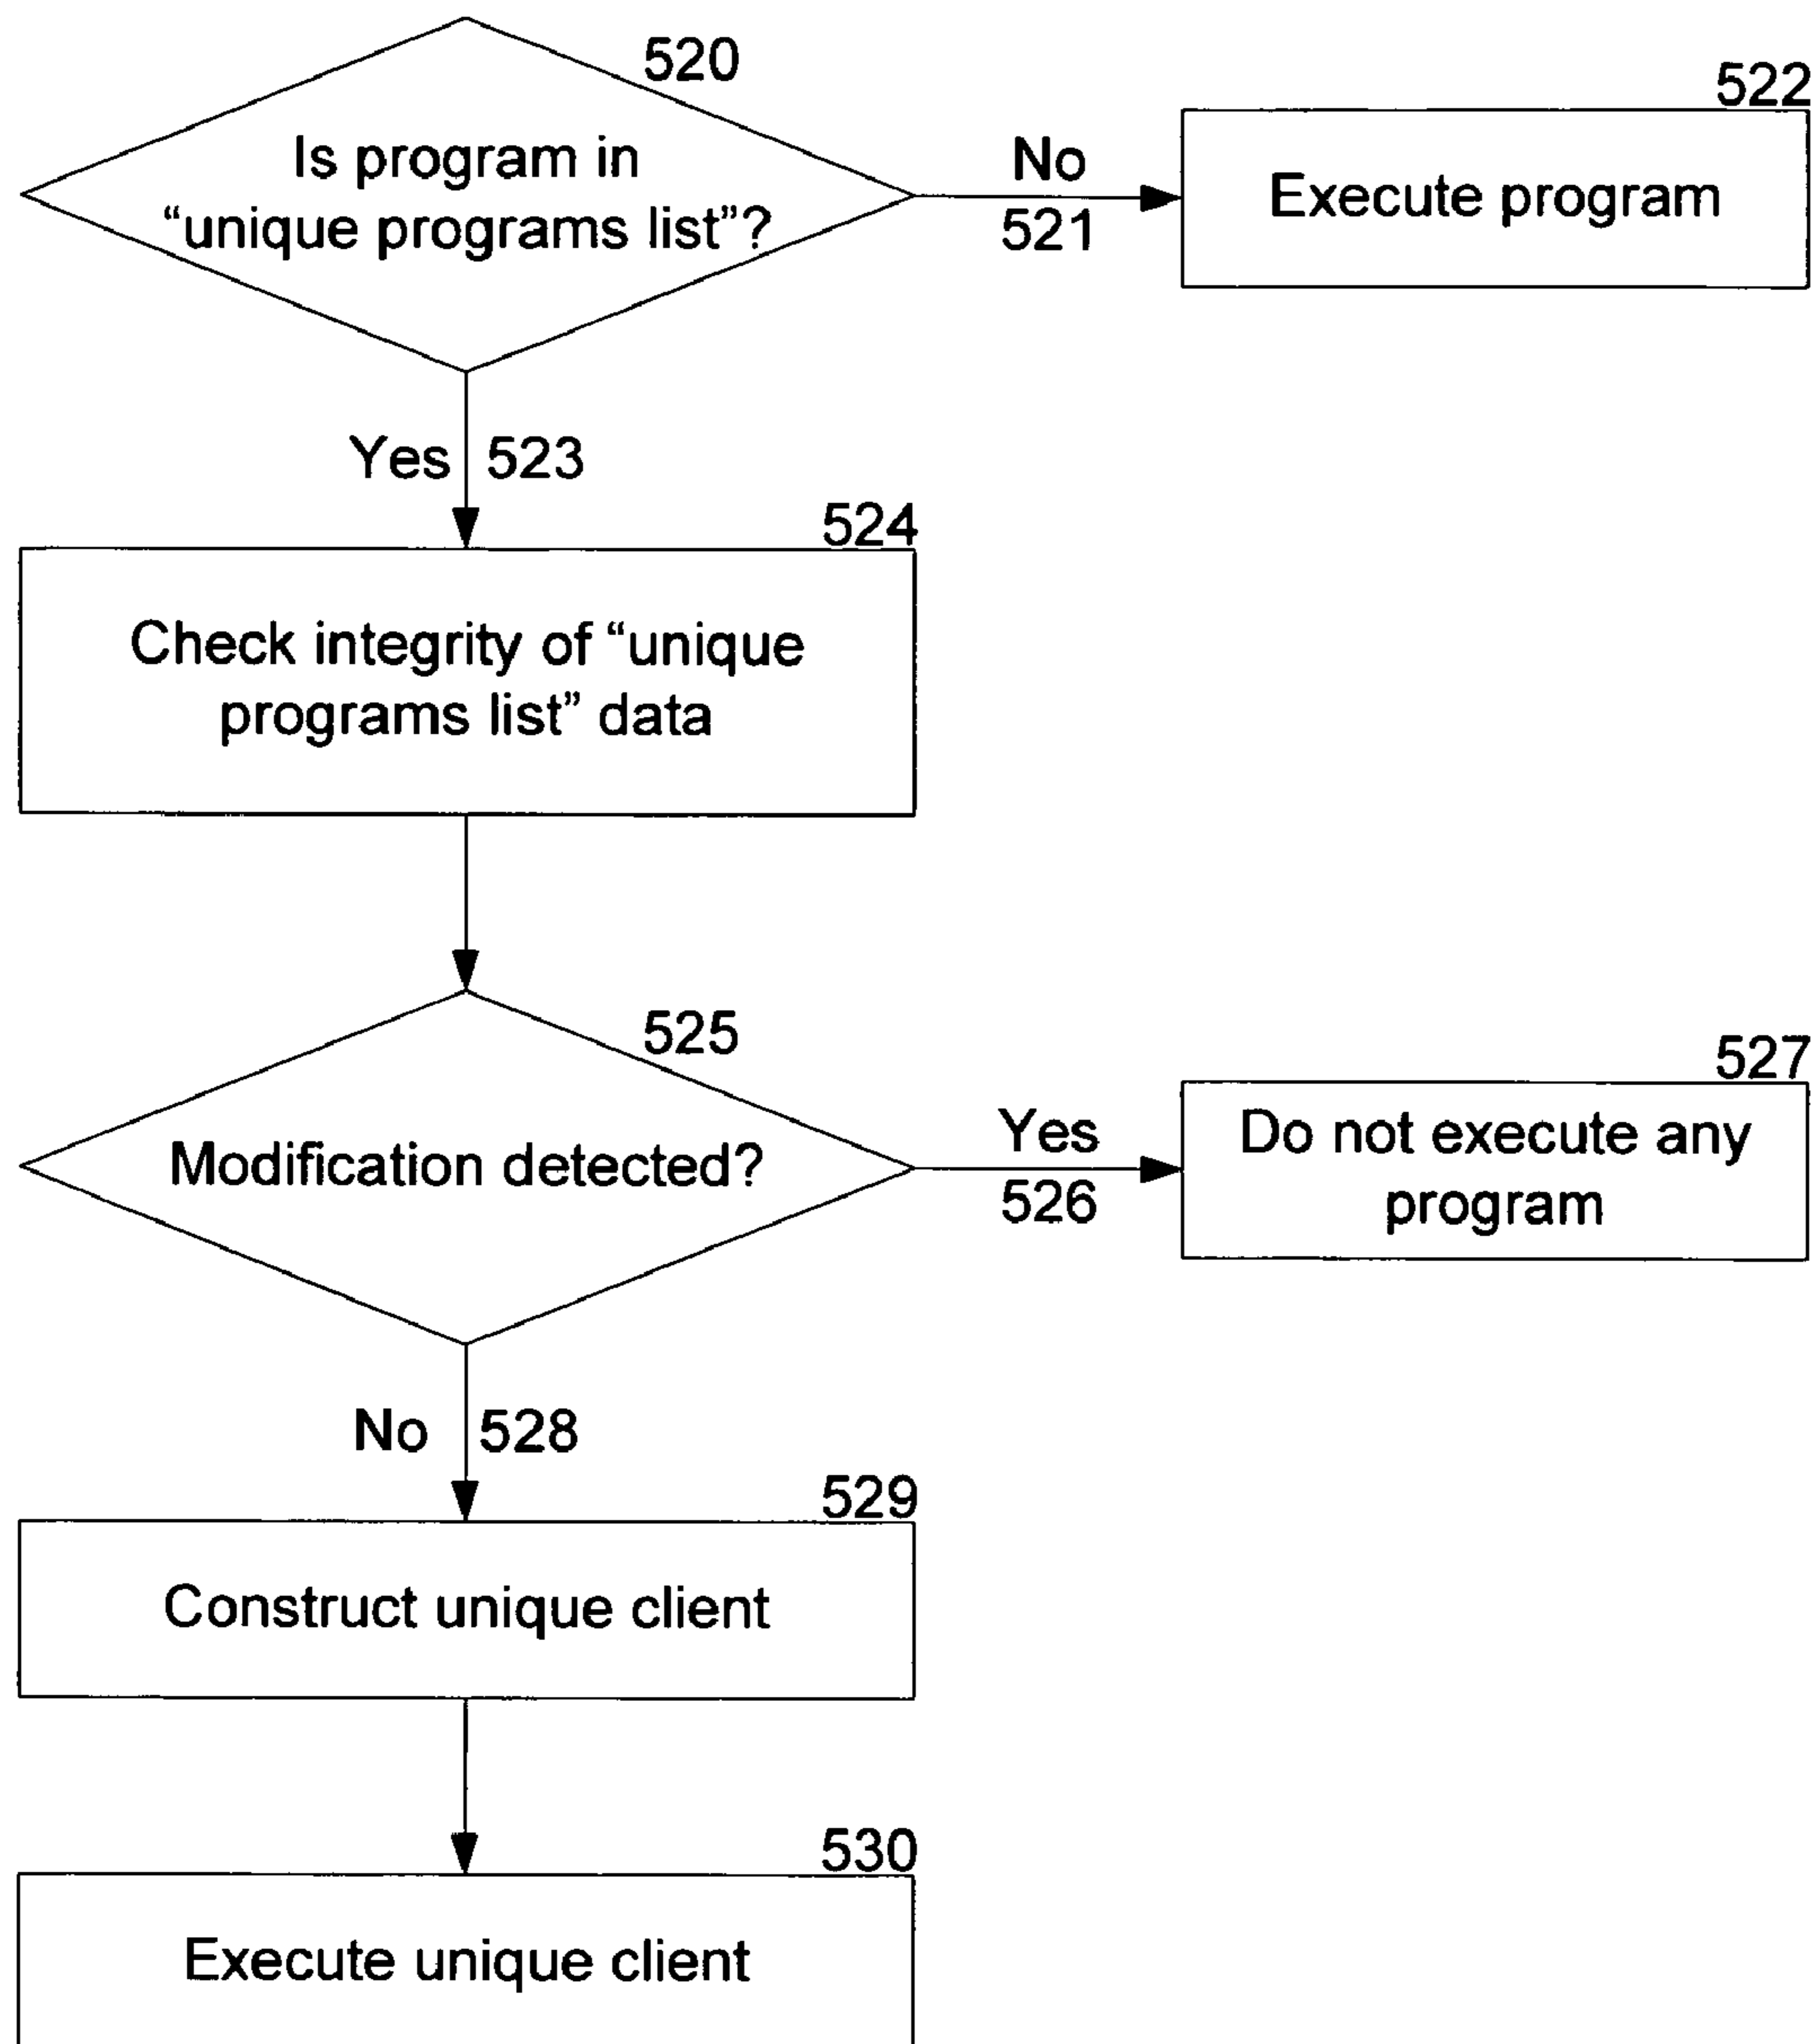 520
Is program in
“unique programs list”?
No
521
522
Execute program
Yes
523
524
Check integrity of “unique
programs list” data
525
Modification detected?
Yes
526
527
Do not execute any
program
No
528
529
Construct unique client
530
Execute unique client